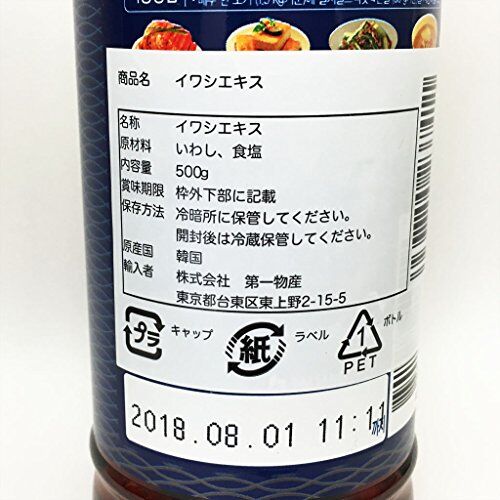 商品名 イワシエキス
名称 イワシエキス
原材料 いわし、食塩
内容量 500g
賞味期限 枠外下部に記載
保存方法 冷暗所に保管してください。
開封後は冷蔵保管してください。
原産国 韓国
輸入者 株式会社 第一物産
東京都台東区東上野2-15-5
プラ キャップ 紙 ラベル 1 PET ボトル
2018.08.01 11:11